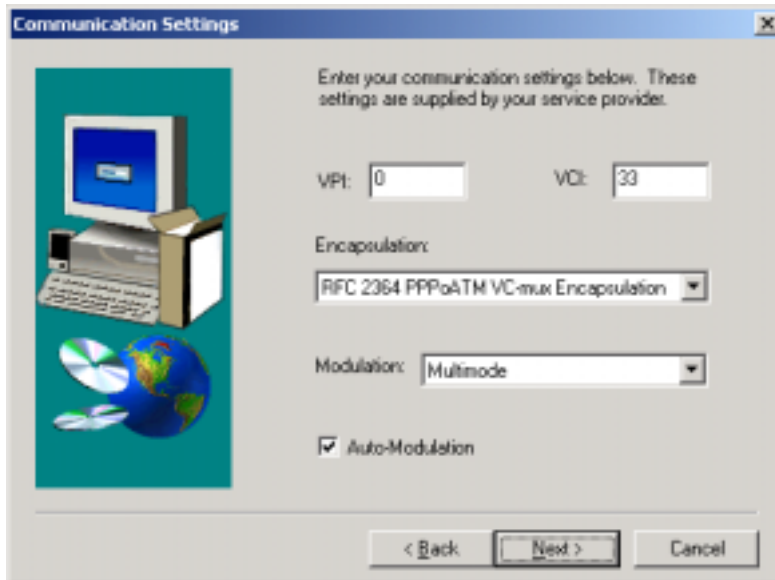 Communication Settings
Enter your communication settings below. These
settings are supplied by your service provider.
VPI: 0 VCI: 33
Encapsulation:
RFC 2364 PPPoATM VC-mux Encapsulation
Modulation: Multimode
Auto-Modulation
< Back Next > Cancel